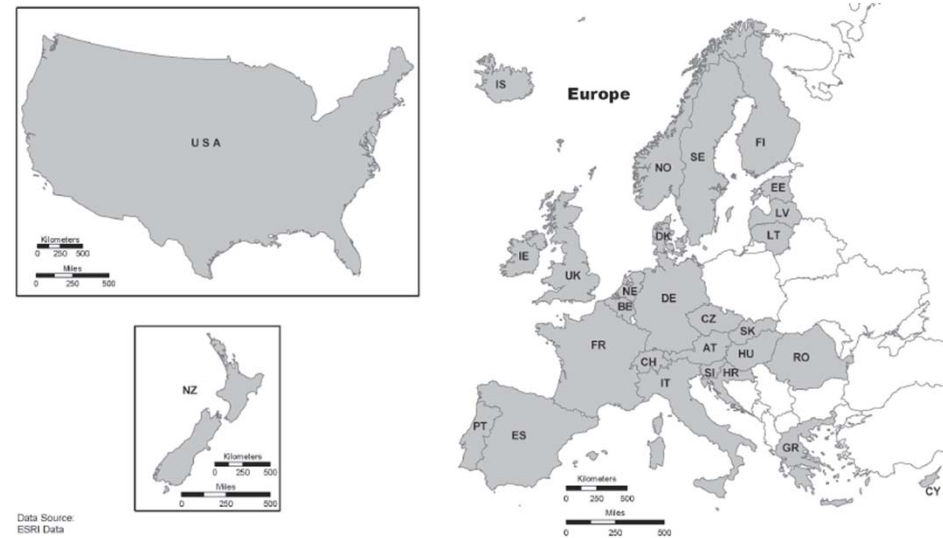 U S A
Kilometers
0 250 500
Miles
0 250 500
NZ
Kilometers
0 250 500
Miles
0 250 500
Data Source:
ESRI Data
Europe
IS
NO
SE
FI
EE
LV
LT
DK
IE
UK
NE
BE
DE
CZ
SK
FR
CH
AT
HU
RO
SI
HR
IT
PT
ES
GR
CY
Kilometers
0 250 500
Miles
0 250 500